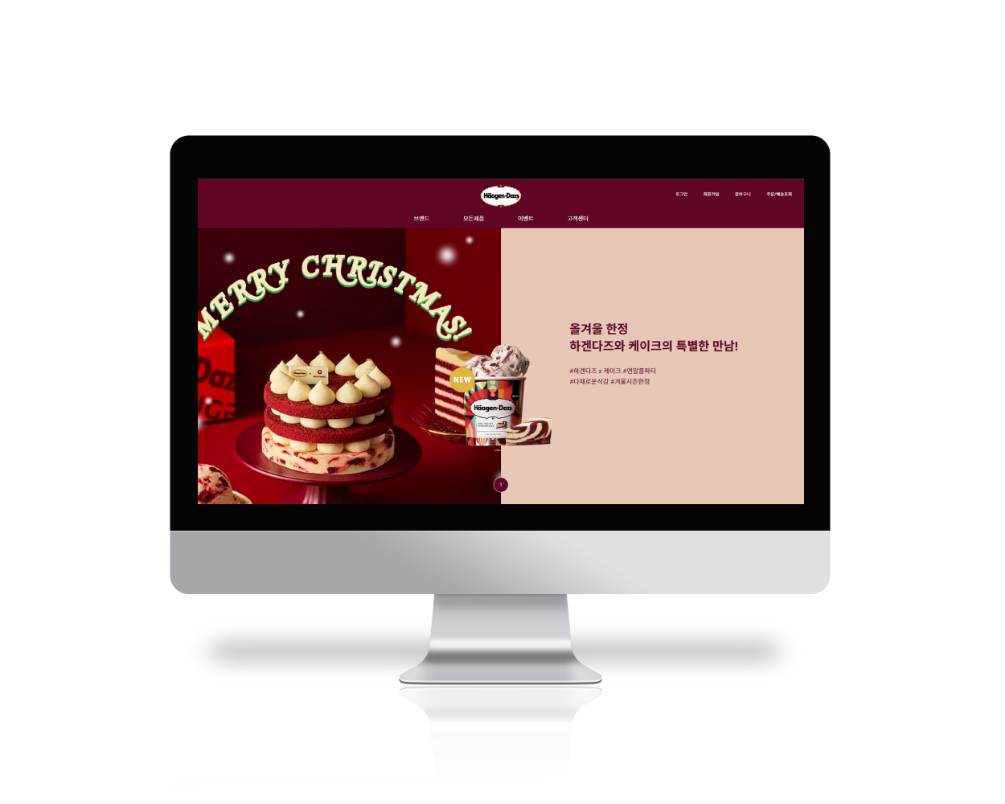 Häagen-Dazs
로그인 회원가입 장바구니 주문/배송조회
브랜드 모든제품 이벤트 고객센터
MERRY CHRISTMAS!
NEW
Häagen-Dazs
올겨울 한정
하겐다즈와 케이크의 특별한 만남!
#하겐다즈 x 케이크 #연말홈파티
#다채로운식감 #겨울시즌한정